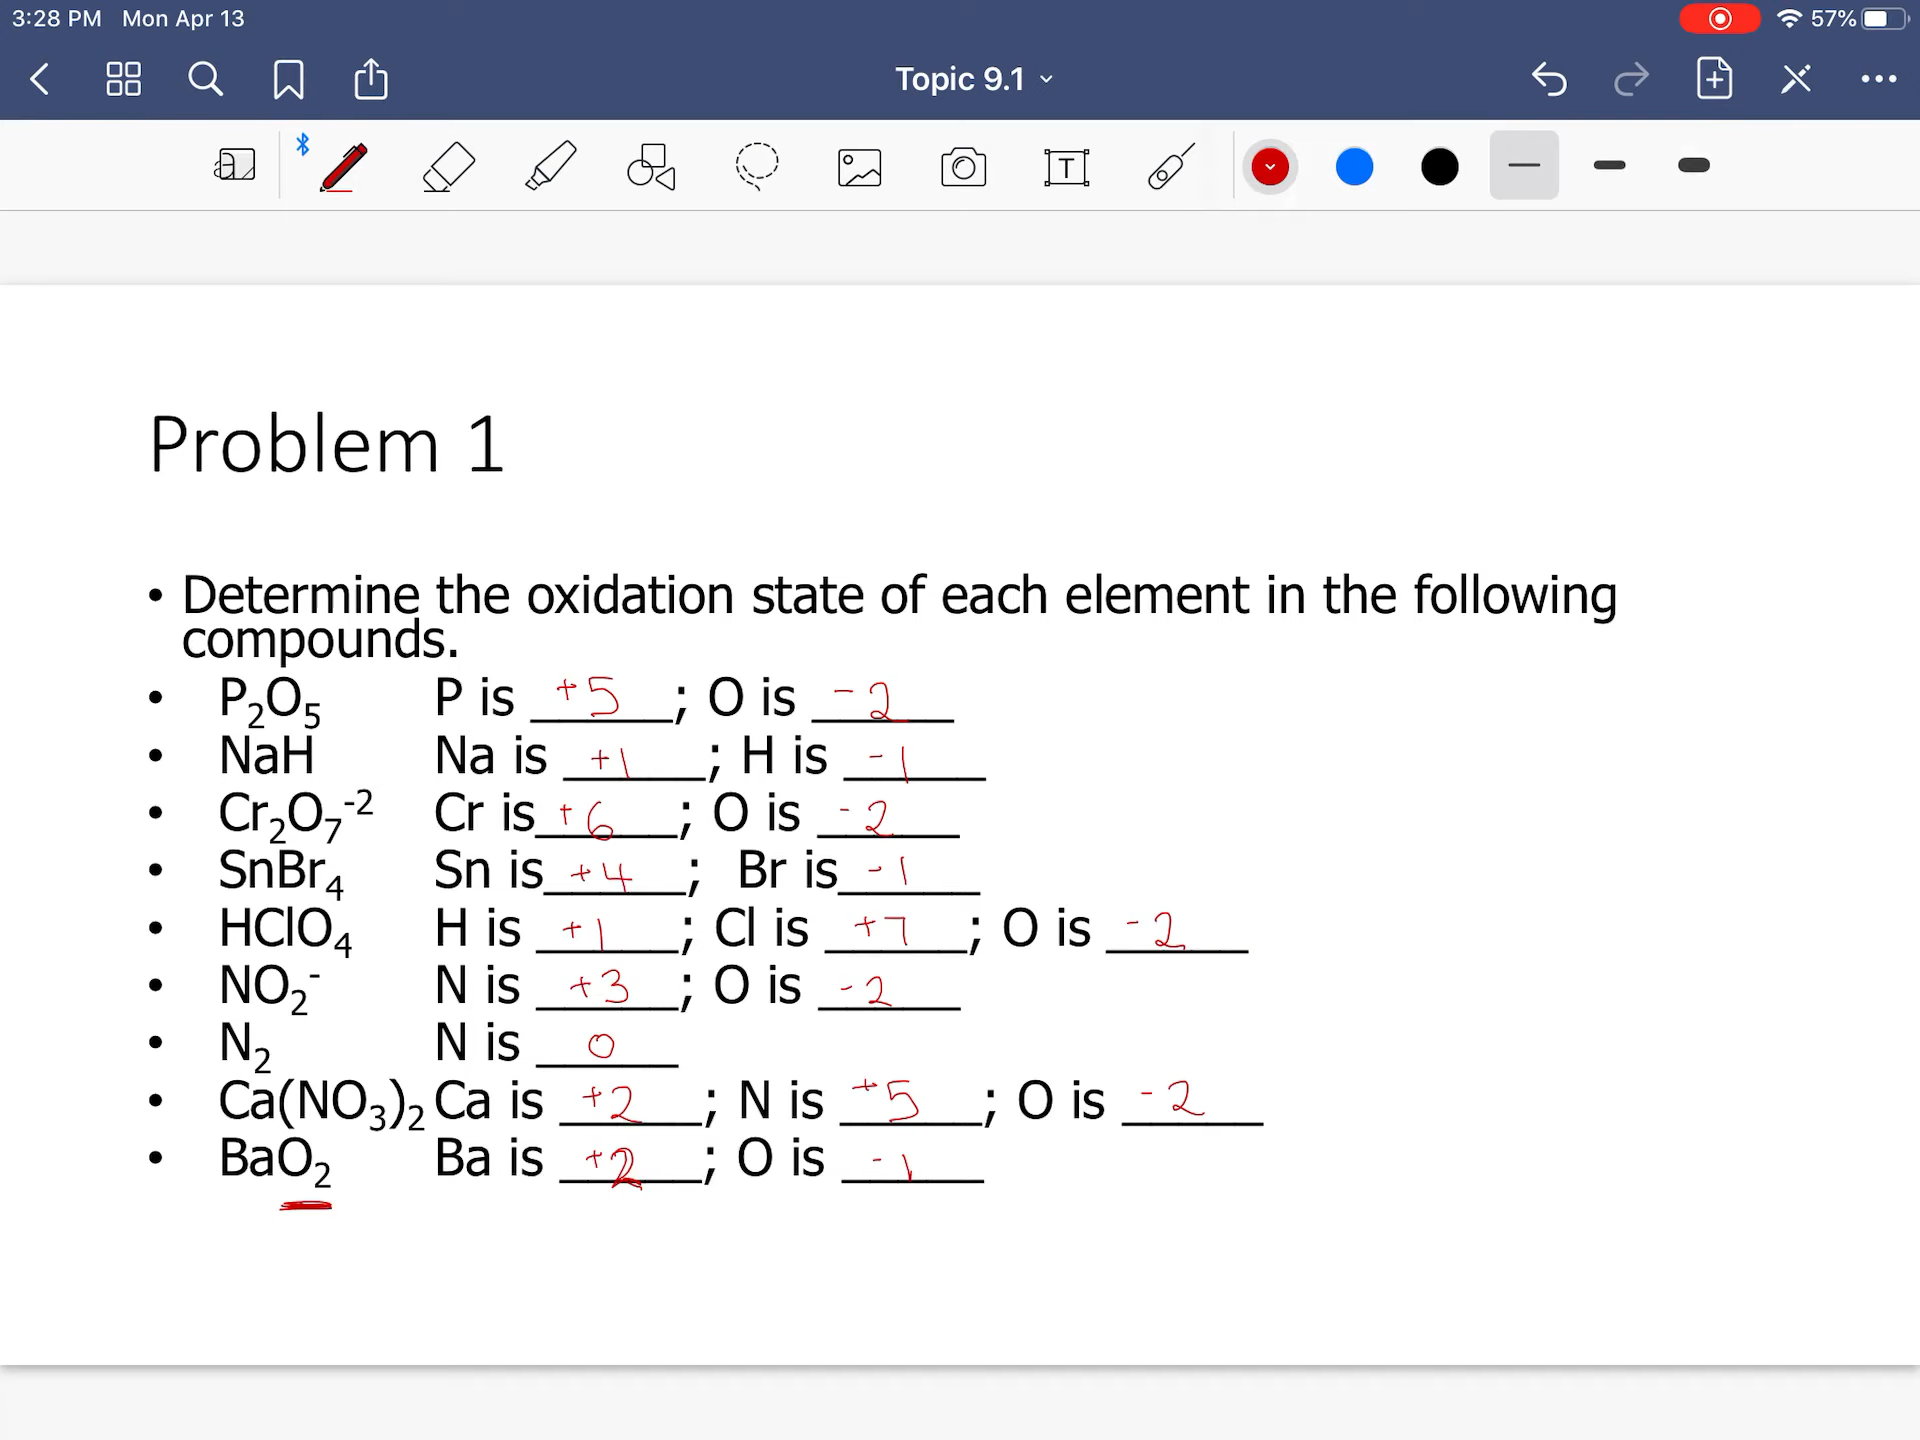 3:28 PM Mon Apr 13 57%
Topic 9.1
T
Problem 1
• Determine the oxidation state of each element in the following
compounds.
• P₂O₅ P is +5 ; O is -2
• NaH Na is +1 ; H is -1
• Cr₂O₇⁻² Cr is +6 ; O is -2
• SnBr₄ Sn is +4 ; Br is -1
• HClO₄ H is +1 ; Cl is +7 ; O is -2
• NO₂⁻ N is +3 ; O is -2
• N₂ N is 0
• Ca(NO₃)₂ Ca is +2 ; N is +5 ; O is -2
• BaO₂ Ba is +2 ; O is -1